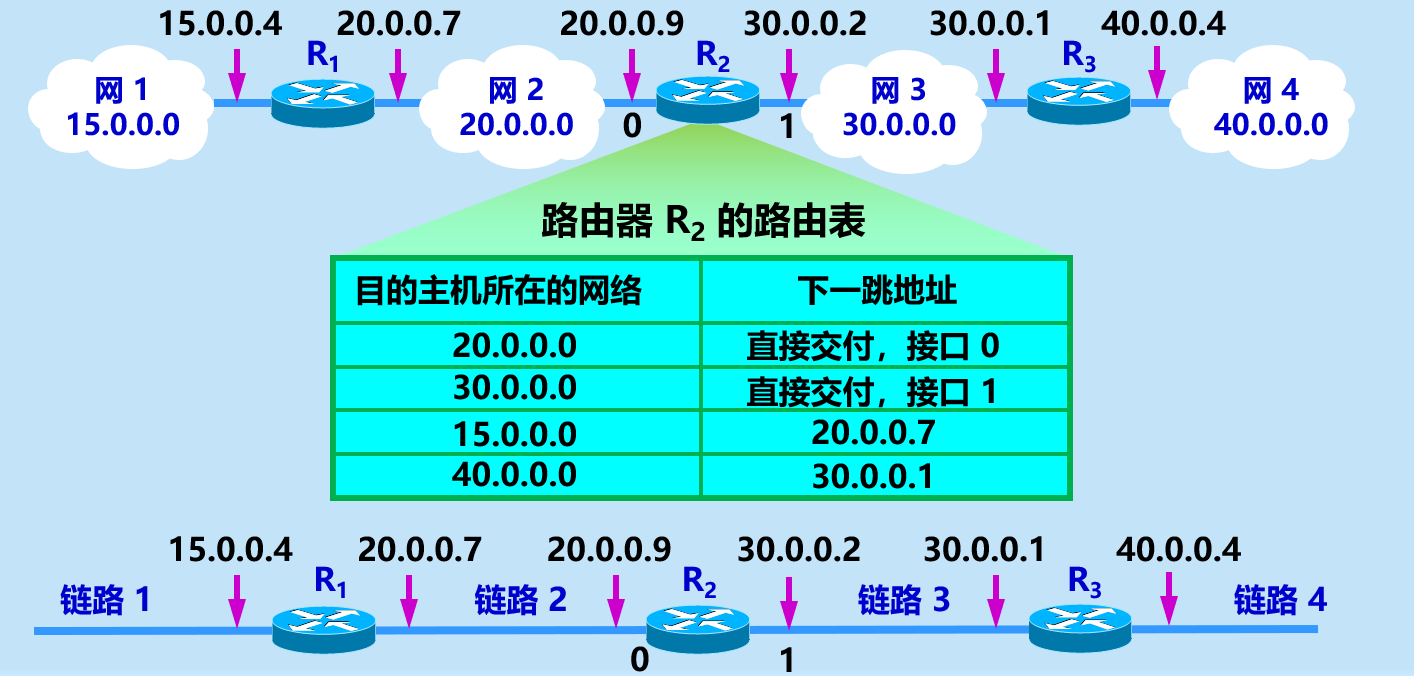 15.0.0.4 20.0.0.7 20.0.0.9 30.0.0.2 30.0.0.1 40.0.0.4
R1 R2 R3
网 1 网 2 网 3 网 4
15.0.0.0 20.0.0.0 0 1 30.0.0.0 40.0.0.0
路由器 R2 的路由表
目的主机所在的网络 下一跳地址
20.0.0.0 直接交付，接口 0
30.0.0.0 直接交付，接口 1
15.0.0.0 20.0.0.7
40.0.0.0 30.0.0.1
15.0.0.4 20.0.0.7 20.0.0.9 30.0.0.2 30.0.0.1 40.0.0.4
链路 1 R1 链路 2 R2 链路 3 R3 链路 4
0 1